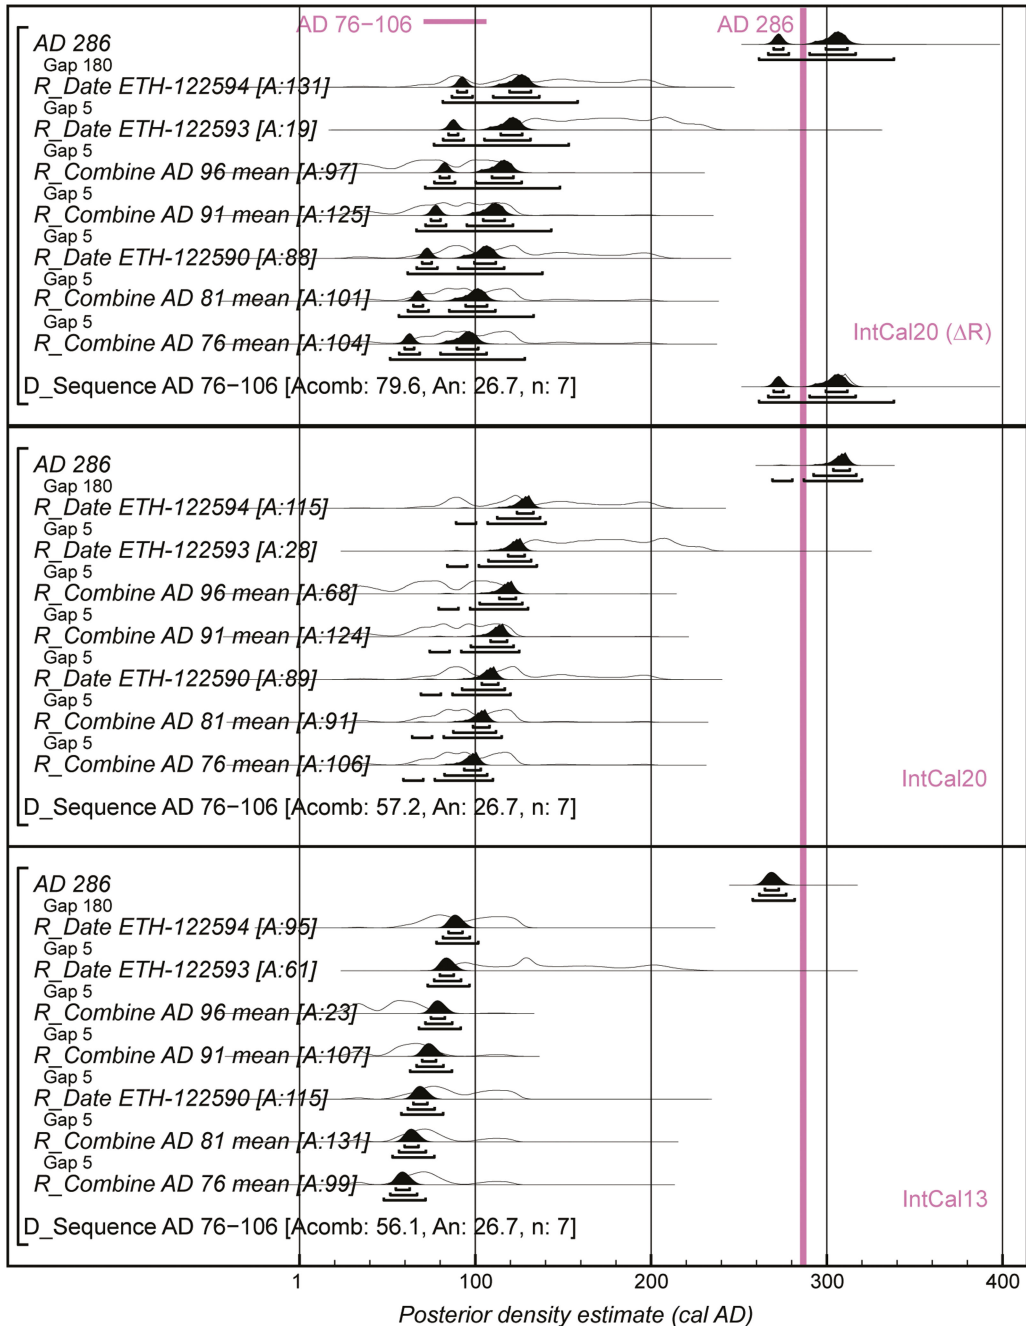 AD 76–106 AD 286
AD 286
Gap 180
R_Date ETH-122594 [A:131]
Gap 5
R_Date ETH-122593 [A:19]
Gap 5
R_Combine AD 96 mean [A:97]
Gap 5
R_Combine AD 91 mean [A:125]
Gap 5
R_Date ETH-122590 [A:88]
Gap 5
R_Combine AD 81 mean [A:101]
Gap 5
R_Combine AD 76 mean [A:104]
IntCal20 (ΔR)
D_Sequence AD 76–106 [Acomb: 79.6, An: 26.7, n: 7]
AD 286
Gap 180
R_Date ETH-122594 [A:115]
Gap 5
R_Date ETH-122593 [A:28]
Gap 5
R_Combine AD 96 mean [A:68]
Gap 5
R_Combine AD 91 mean [A:124]
Gap 5
R_Date ETH-122590 [A:89]
Gap 5
R_Combine AD 81 mean [A:91]
Gap 5
R_Combine AD 76 mean [A:106]
IntCal20
D_Sequence AD 76–106 [Acomb: 57.2, An: 26.7, n: 7]
AD 286
Gap 180
R_Date ETH-122594 [A:95]
Gap 5
R_Date ETH-122593 [A:61]
Gap 5
R_Combine AD 96 mean [A:23]
Gap 5
R_Combine AD 91 mean [A:107]
Gap 5
R_Date ETH-122590 [A:115]
Gap 5
R_Combine AD 81 mean [A:131]
Gap 5
R_Combine AD 76 mean [A:99]
IntCal13
D_Sequence AD 76–106 [Acomb: 56.1, An: 26.7, n: 7]
1 100 200 300 400
Posterior density estimate (cal AD)